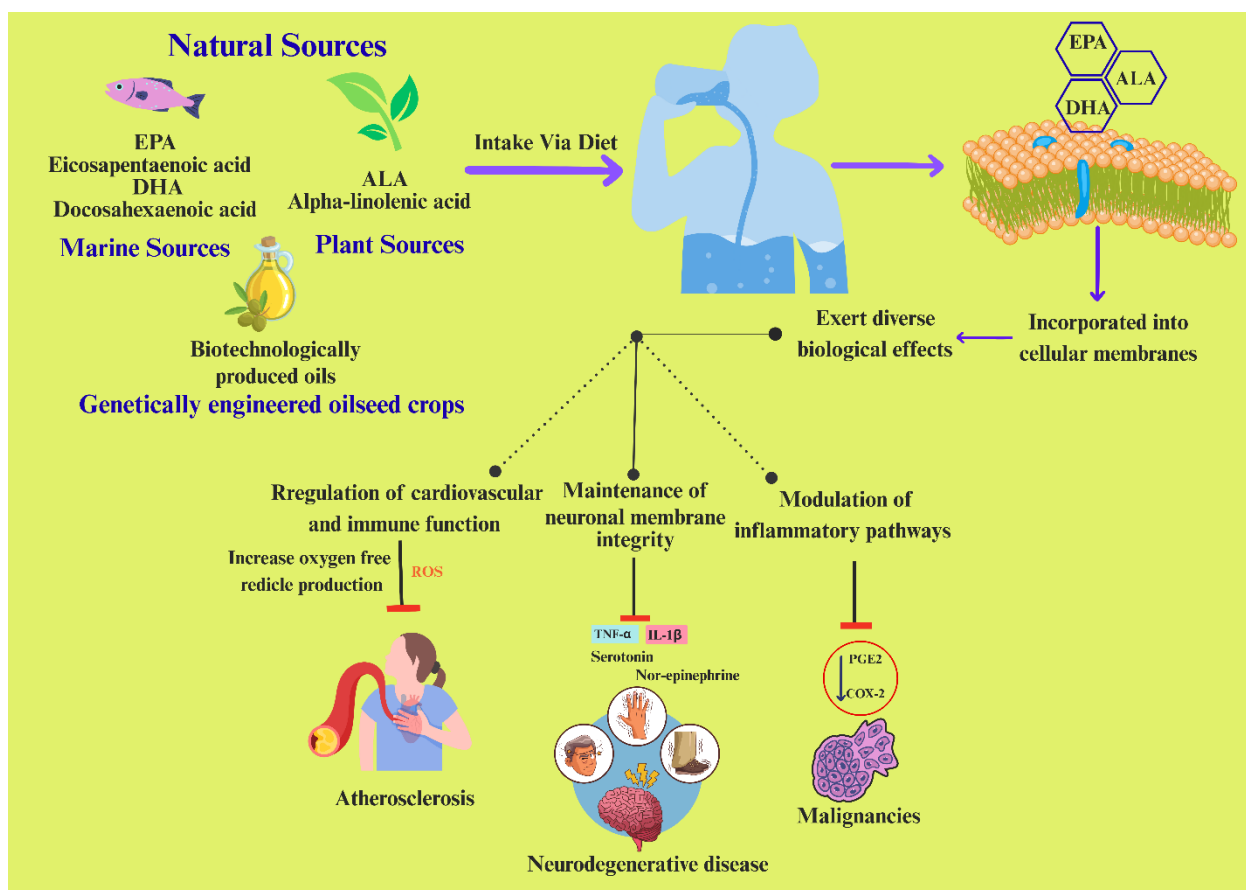 Natural Sources
EPA
Eicosapentaenoic acid
DHA
Docosahexaenoic acid
Marine Sources
ALA
Alpha-linolenic acid
Plant Sources
Biotechnologically
produced oils
Genetically engineered oilseed crops
Intake Via Diet
EPA
ALA
DHA
Incorporated into
cellular membranes
Exert diverse
biological effects
Rregulation of cardiovascular
and immune function
Increase oxygen free
redicle production
ROS
Atherosclerosis
Maintenance of
neuronal membrane
integrity
TNF-α IL-1β
Serotonin
Nor-epinephrine
Neurodegenerative disease
Modulation of
inflammatory pathways
PGE2
COX-2
Malignancies